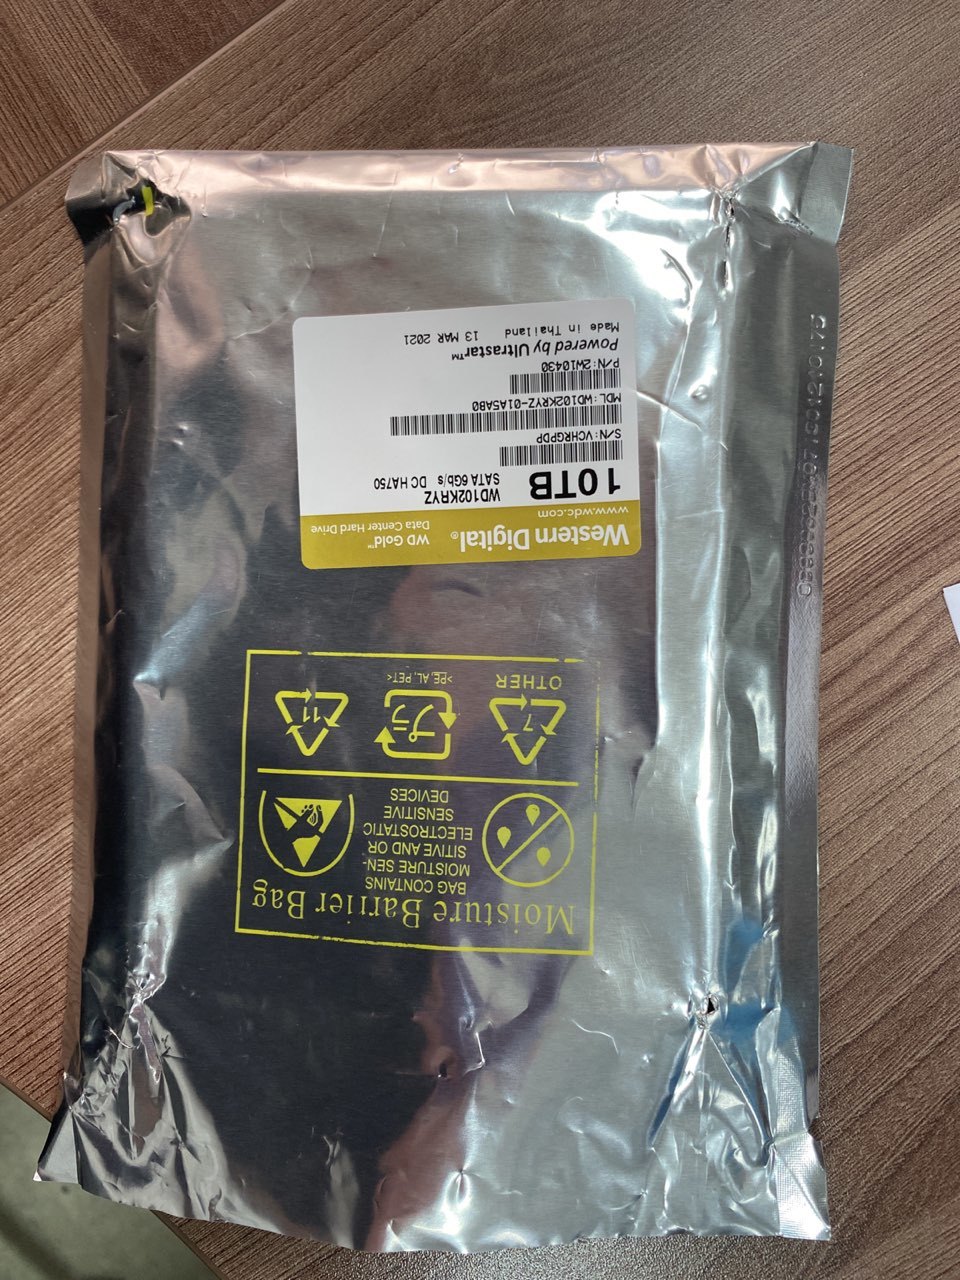 Western Digital®
WD Gold™
www.wdc.com
Data Center Hard Drive
10TB
WD102KRYZ
SATA 6Gb/s DC HA750
S/N: VCHRGPDP
MDL: WD102KRYZ-01A5AB0
P/N: 2W10430
Powered by Ultrastar™
Made in Thailand 13 MAR 2021
Moisture Barrier Bag
BAG CONTAINS
MOISTURE SEN-
SITIVE AND OR
ELECTROSTATIC
SENSITIVE
DEVICES
7
プラ
11
OTHER
>PE, AL, PET<